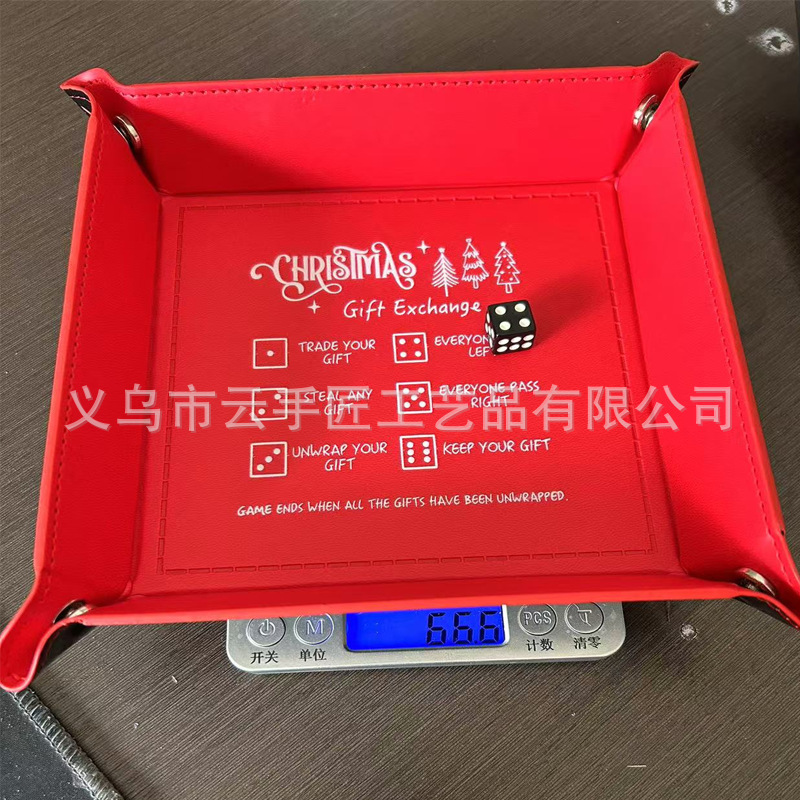 CHRISTMAS
Gift Exchange
TRADE YOUR GIFT
EVERYON
LEF
STEAL ANY GIFT
EVERYONE PASS RIGHT
UNWRAP YOUR GIFT
KEEP YOUR GIFT
GAME ENDS WHEN ALL THE GIFTS HAVE BEEN UNWRAPPED.
义乌市云手匠工艺品有限公司
66.6
M
PCS
开关
单位
计数
清零